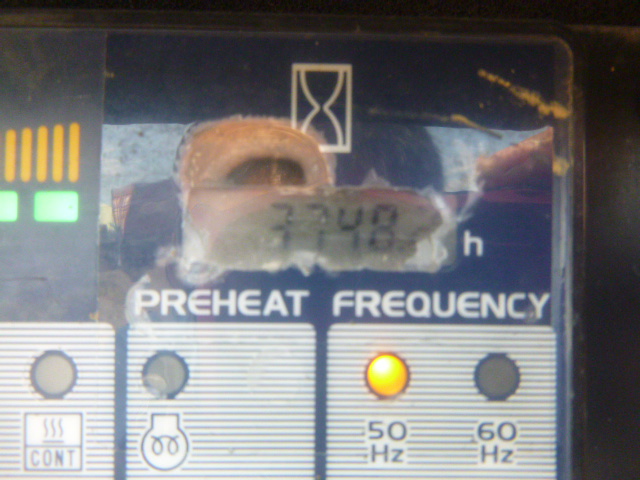 3748
h
PREHEAT FREQUENCY
CONT
50 Hz
60 Hz